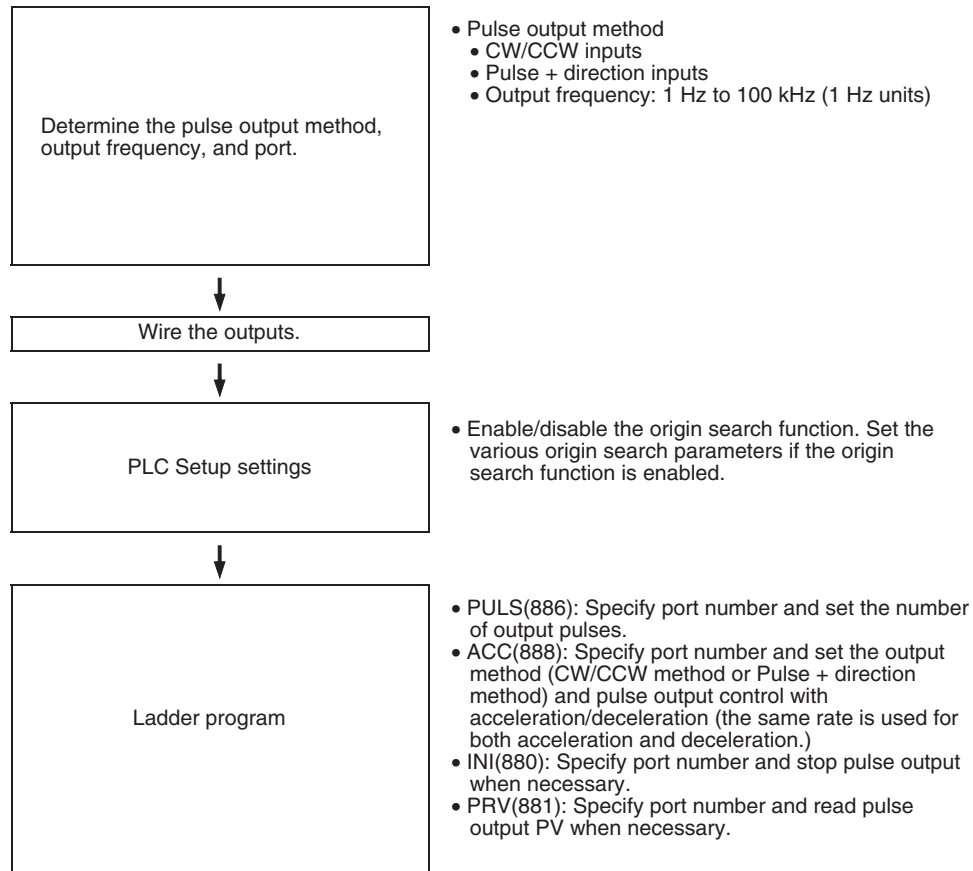 Determine the pulse output method,
output frequency, and port.
• Pulse output method
• CW/CCW inputs
• Pulse + direction inputs
• Output frequency: 1 Hz to 100 kHz (1 Hz units)
Wire the outputs.
PLC Setup settings
• Enable/disable the origin search function. Set the
various origin search parameters if the origin
search function is enabled.
Ladder program
• PULS(886): Specify port number and set the number
of output pulses.
• ACC(888): Specify port number and set the output
method (CW/CCW method or Pulse + direction
method) and pulse output control with
acceleration/deceleration (the same rate is used for
both acceleration and deceleration.)
• INI(880): Specify port number and stop pulse output
when necessary.
• PRV(881): Specify port number and read pulse
output PV when necessary.